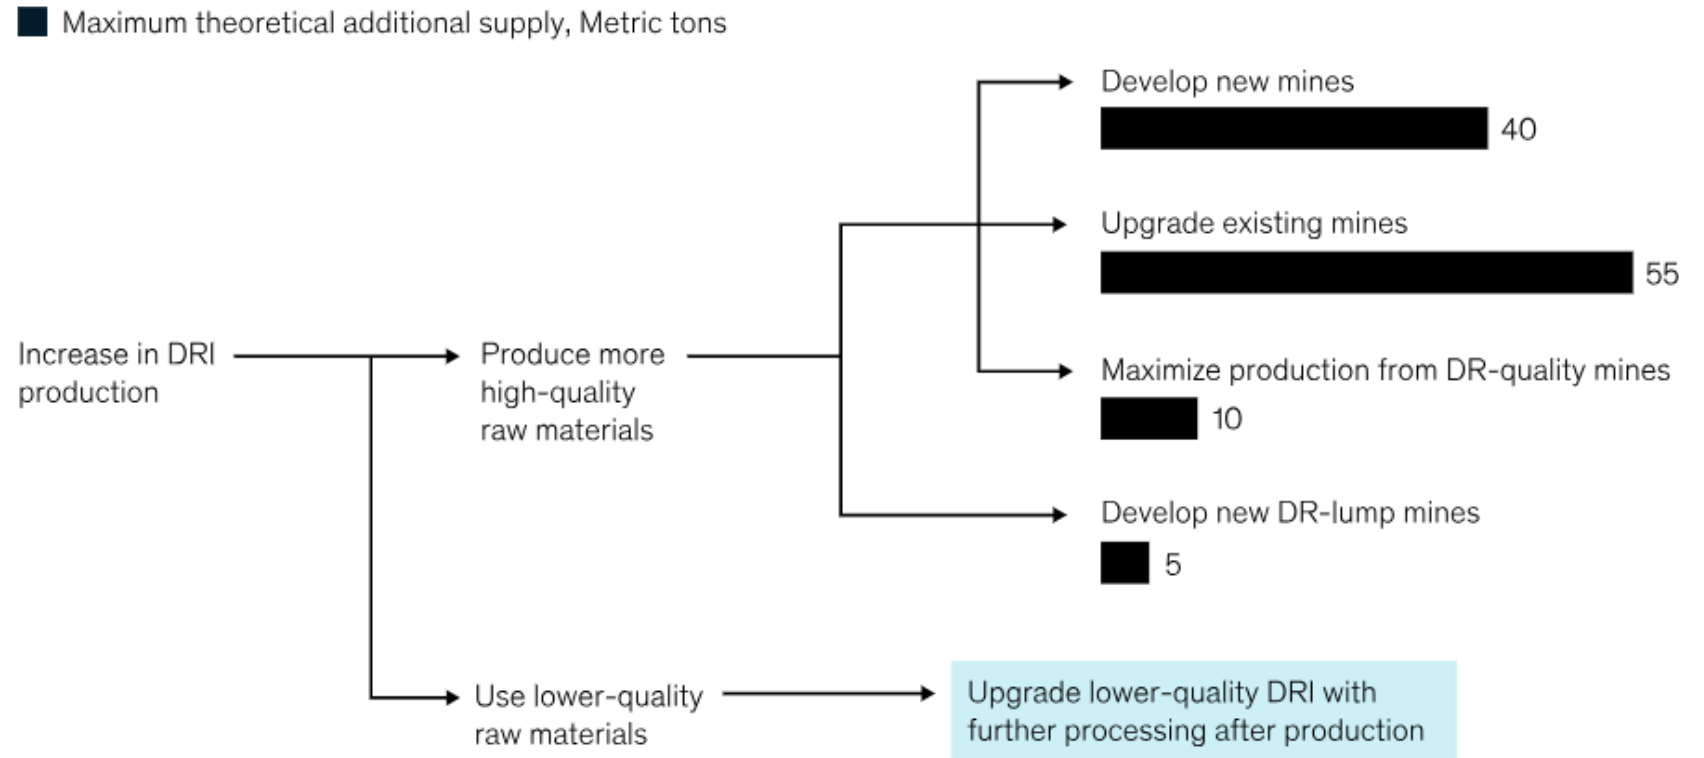 Maximum theoretical additional supply, Metric tons
Develop new mines
40
Upgrade existing mines
55
Increase in DRI
production
Produce more
high-quality
raw materials
Maximize production from DR-quality mines
10
Develop new DR-lump mines
5
Use lower-quality
raw materials
Upgrade lower-quality DRI with
further processing after production